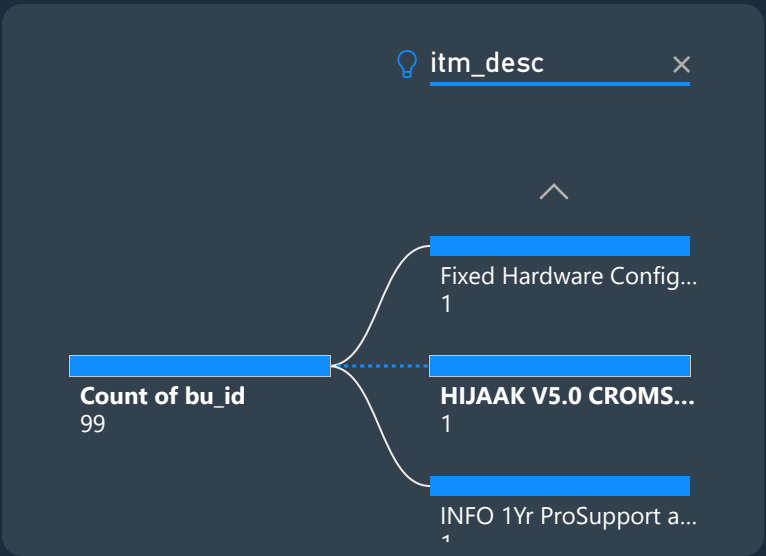 itm_desc
Fixed Hardware Config...
1
Count of bu_id
99
HIJAAK V5.0 CROMS...
1
INFO 1Yr ProSupport a...